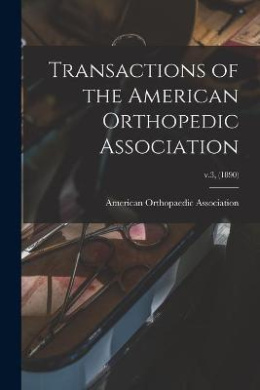 Transactions of
the American
Orthopedic
Association
v.3, (1890)
American Orthopaedic Association